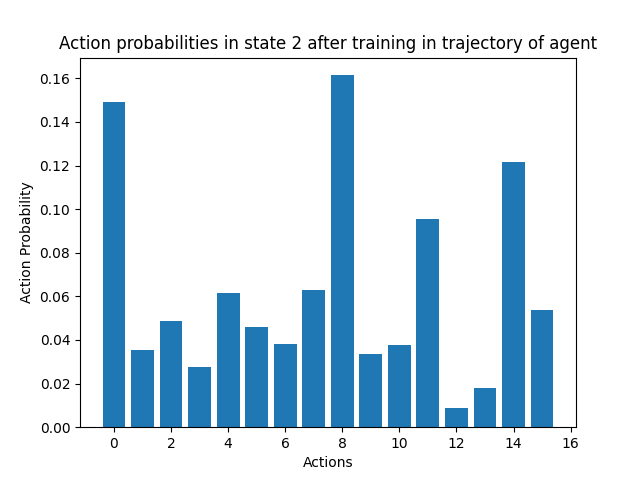 Action probabilities in state 2 after training in trajectory of agent
0.16
0.14
0.12
0.10
0.08
0.06
0.04
0.02
0.00
Action Probability
0 2 4 6 8 10 12 14 16
Actions